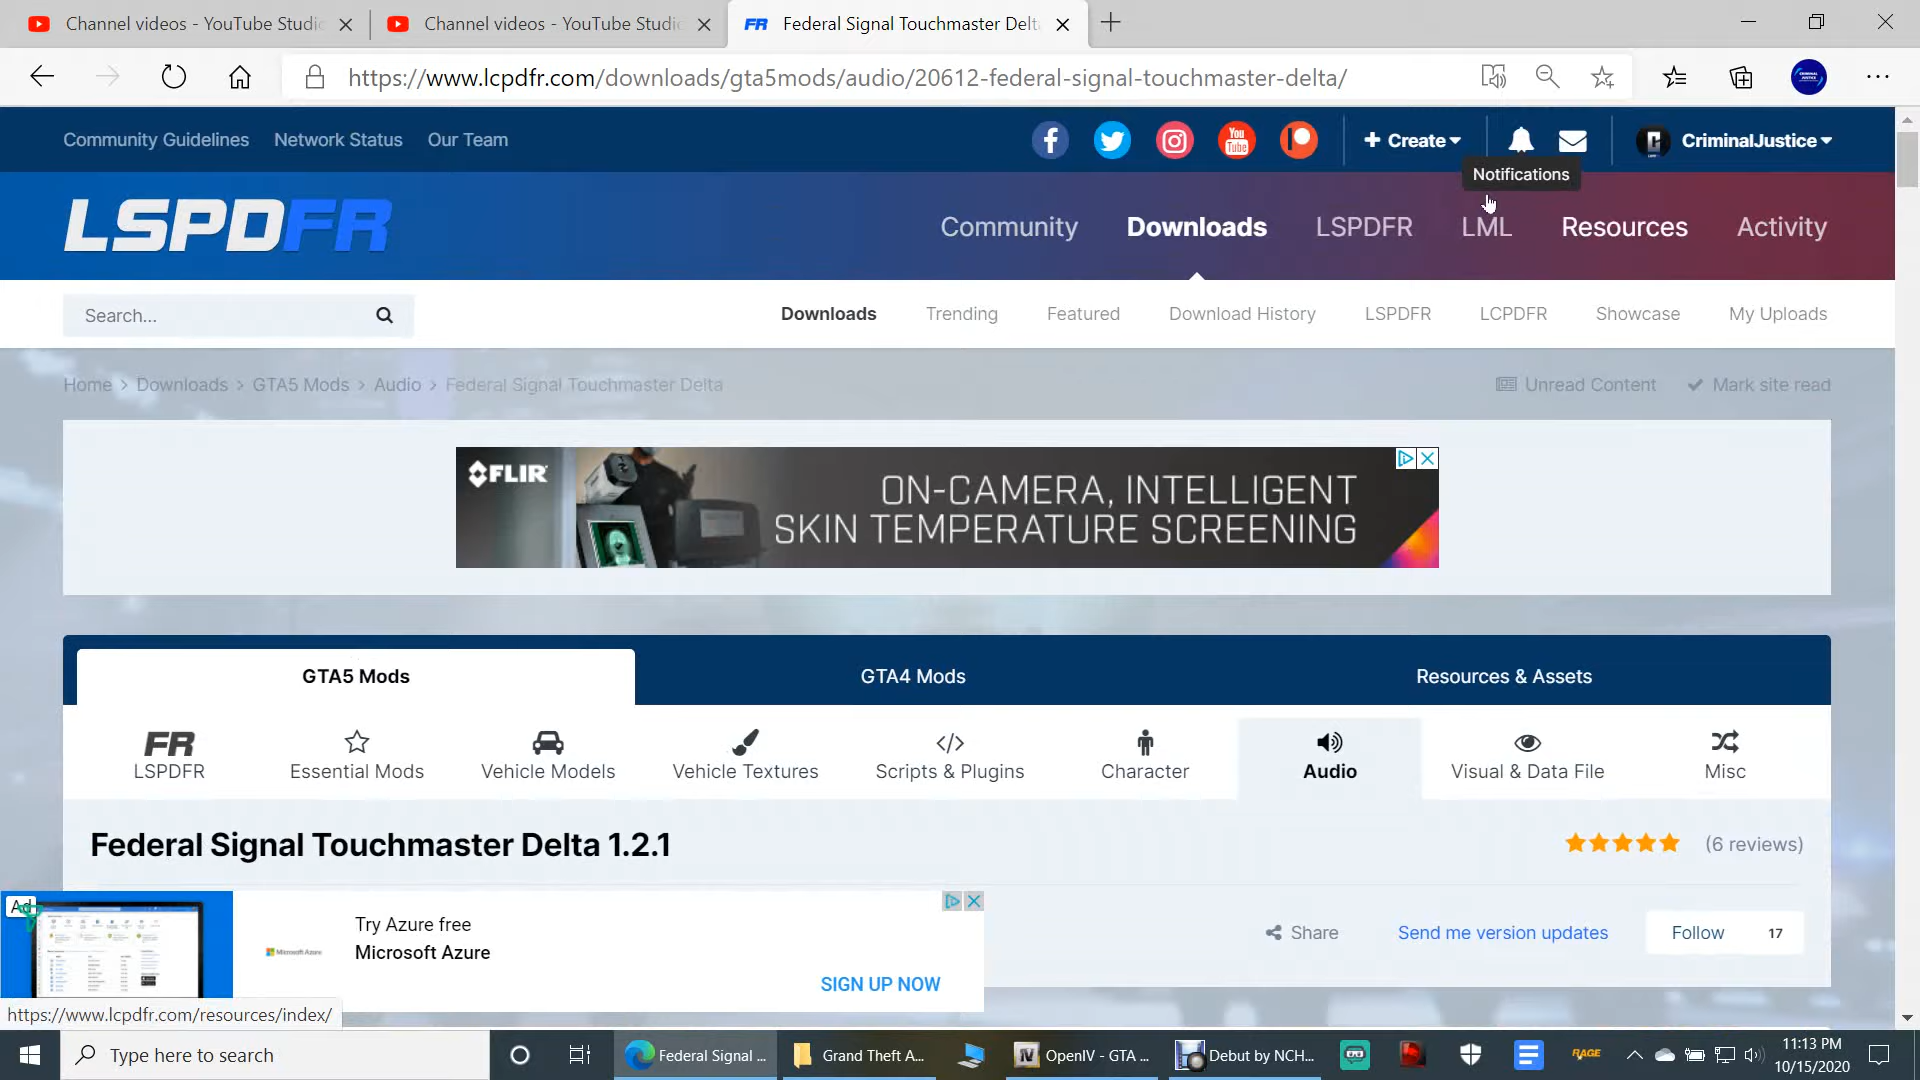 Channel videos - YouTube Studio
Channel videos - YouTube Studio
FR Federal Signal Touchmaster Delt
https://www.lcpdfr.com/downloads/gta5mods/audio/20612-federal-signal-touchmaster-delta/
Community Guidelines Network Status Our Team
You Tube
+ Create
CriminalJustice
Notifications
LSPDFR
Community Downloads LSPDFR LML Resources Activity
Search...
Downloads Trending Featured Download History LSPDFR LCPDFR Showcase My Uploads
Home > Downloads > GTA5 Mods > Audio > Federal Signal Touchmaster Delta
Unread Content Mark site read
FLIR
ON-CAMERA, INTELLIGENT
SKIN TEMPERATURE SCREENING
GTA5 Mods GTA4 Mods Resources & Assets
FR
LSPDFR Essential Mods Vehicle Models Vehicle Textures Scripts & Plugins Character Audio Visual & Data File Misc
Federal Signal Touchmaster Delta 1.2.1
(6 reviews)
Ad
Try Azure free
Microsoft Azure
Microsoft Azure
SIGN UP NOW
Share Send me version updates Follow 17
https://www.lcpdfr.com/resources/index/
Type here to search
Federal Signal ...
Grand Theft A...
OpenIV - GTA ...
Debut by NCH...
RAGE
11:13 PM
10/15/2020